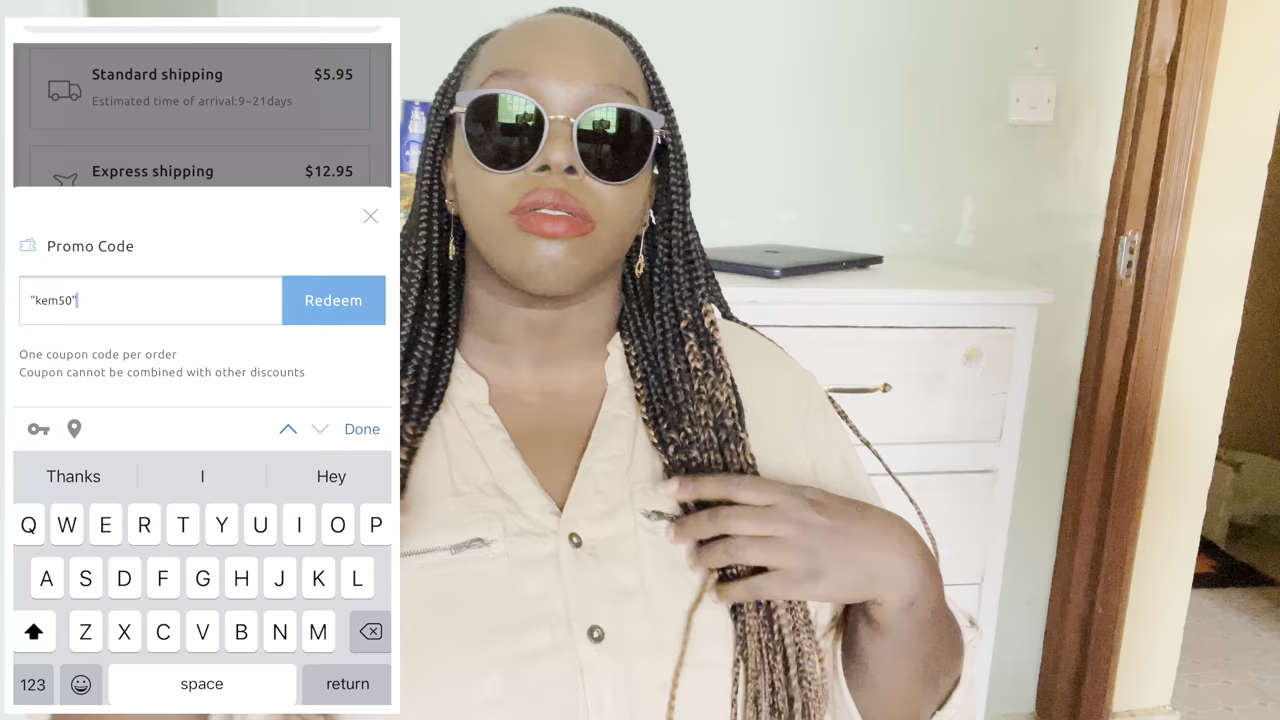 Standard shipping $5.95
Estimated time of arrival:9~21days
Express shipping $12.95
Promo Code
"kem50" Redeem
One coupon code per order
Coupon cannot be combined with other discounts
Done
Thanks I Hey
Q W E R T Y U I O P
A S D F G H J K L
Z X C V B N M
123 space return